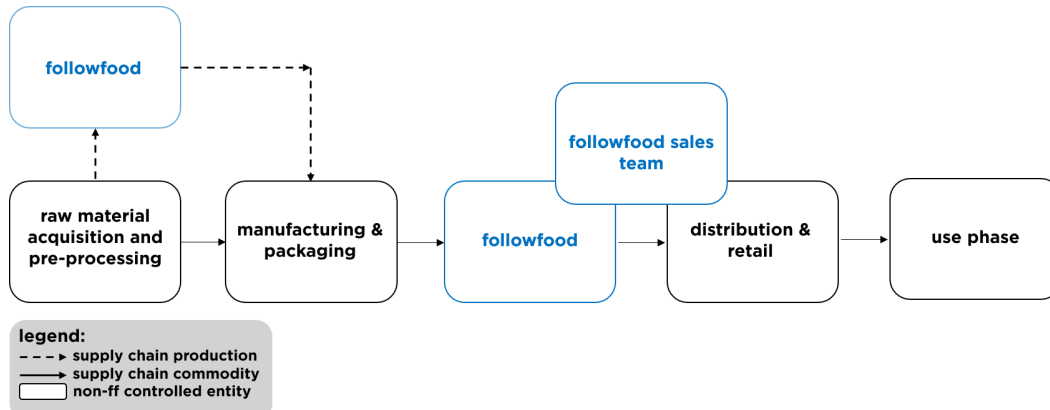 followfood
followfood sales
team
raw material
acquisition and
pre-processing
manufacturing &
packaging
followfood
distribution &
retail
use phase
legend:
supply chain production
supply chain commodity
non-ff controlled entity